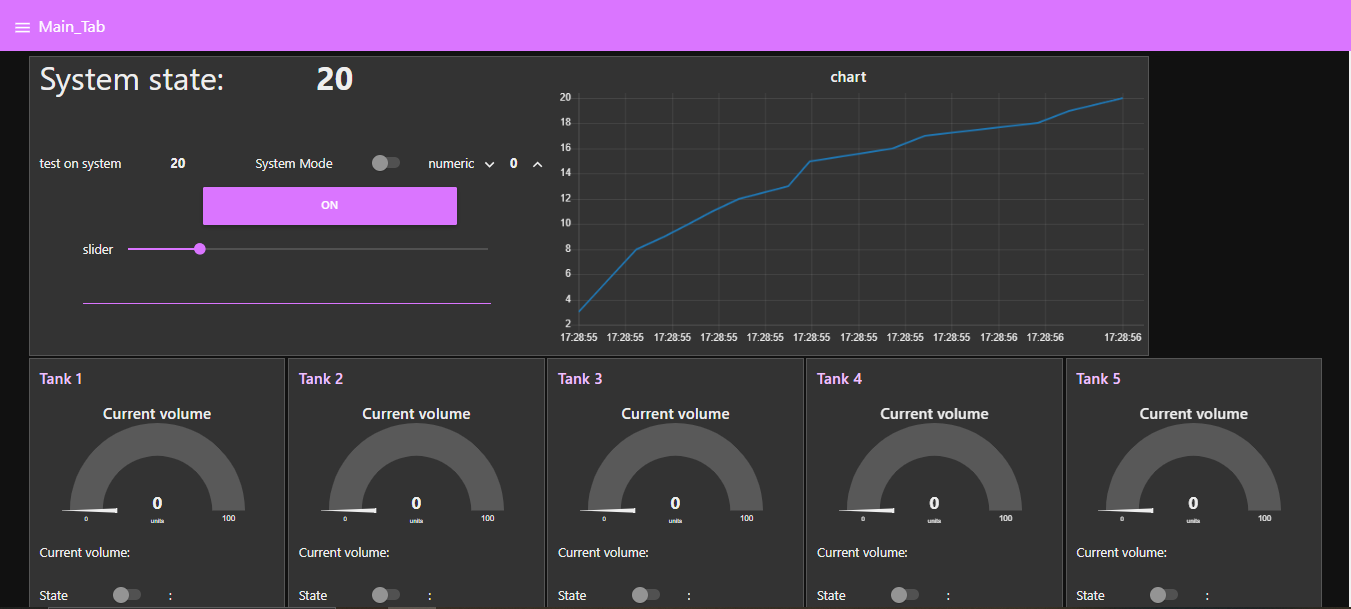 Main_Tab
System state: 20
chart
20
18
16
14
12
10
8
6
4
2
17:28:55 17:28:55 17:28:55 17:28:55 17:28:55 17:28:55 17:28:55 17:28:55 17:28:55 17:28:56 17:28:56 17:28:56
test on system 20 System Mode numeric 0
ON
slider
Tank 1 Tank 2 Tank 3 Tank 4 Tank 5
Current volume Current volume Current volume Current volume Current volume
0 0 0 0 0
0 units 100 0 units 100 0 units 100 0 units 100 0 units 100
Current volume: Current volume: Current volume: Current volume: Current volume:
State : State : State : State : State :